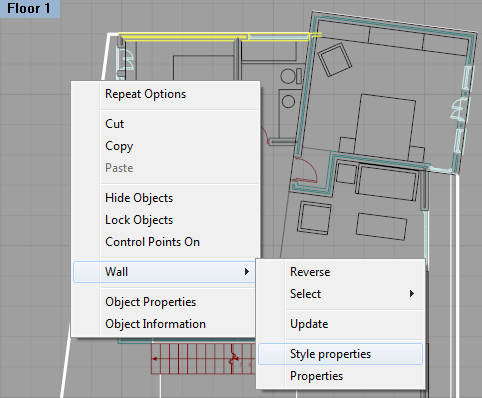 Floor 1
Repeat Options
Cut
Copy
Paste
Hide Objects
Lock Objects
Control Points On
Wall
Object Properties
Object Information
Reverse
Select
Update
Style properties
Properties